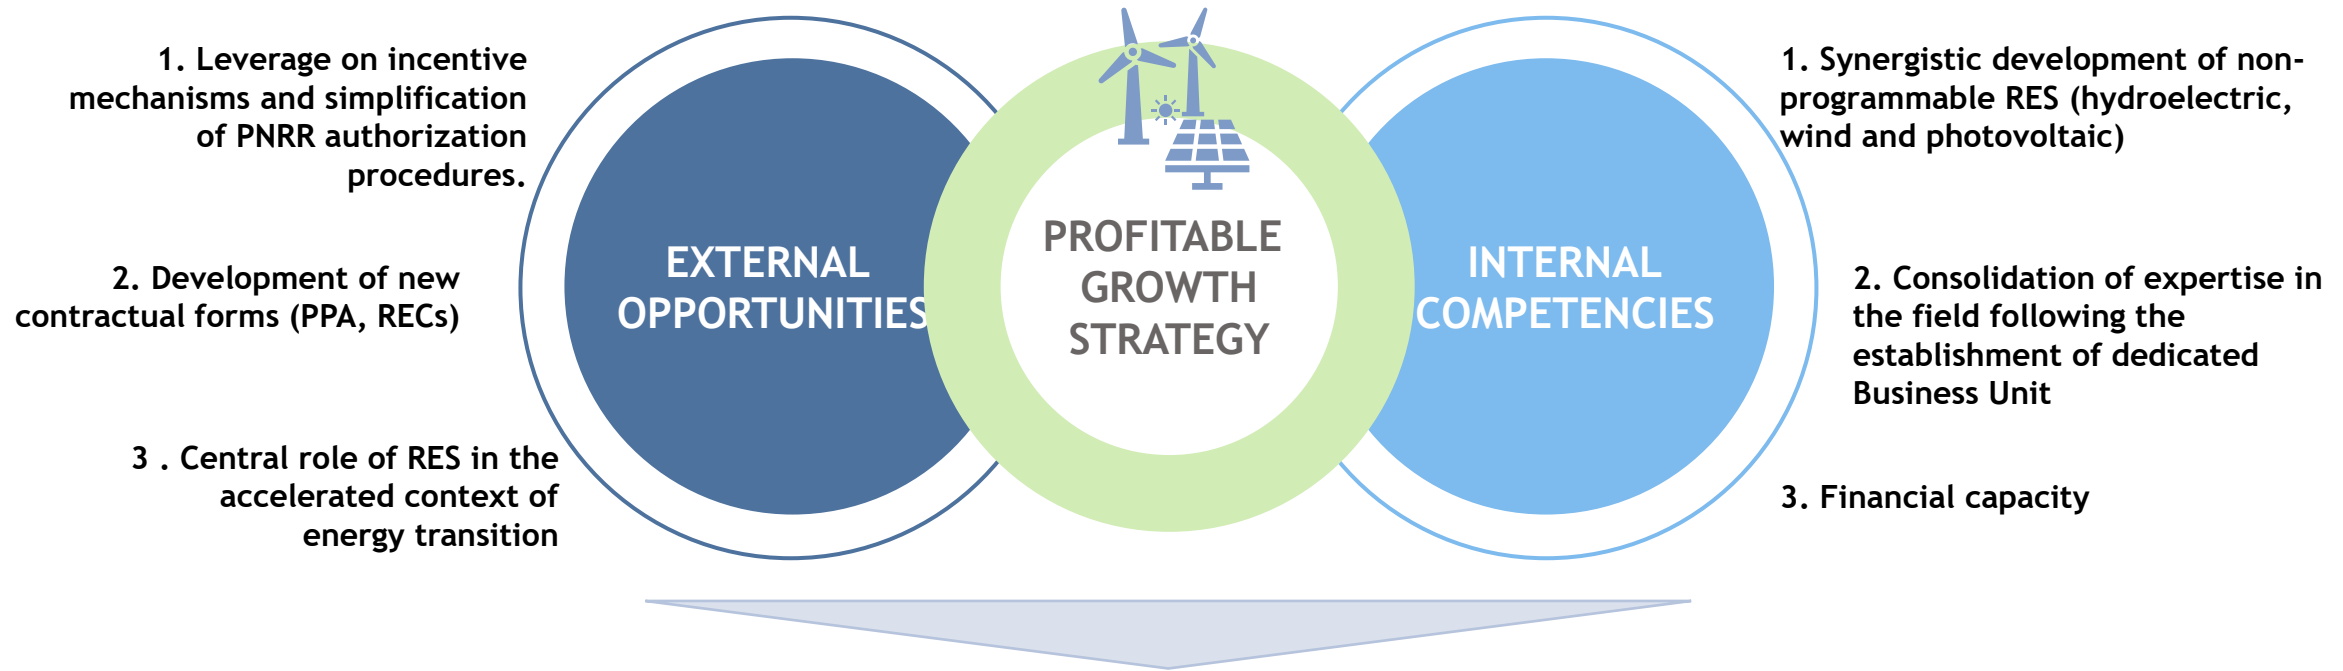 1. Leverage on incentive
mechanisms and simplification
of PNRR authorization
procedures.
2. Development of new
contractual forms (PPA, RECs)
3 . Central role of RES in the
accelerated context of
energy transition
EXTERNAL
OPPORTUNITIES
PROFITABLE
GROWTH
STRATEGY
INTERNAL
COMPETENCIES
1. Synergistic development of non-
programmable RES (hydroelectric,
wind and photovoltaic)
2. Consolidation of expertise in
the field following the
establishment of dedicated
Business Unit
3. Financial capacity